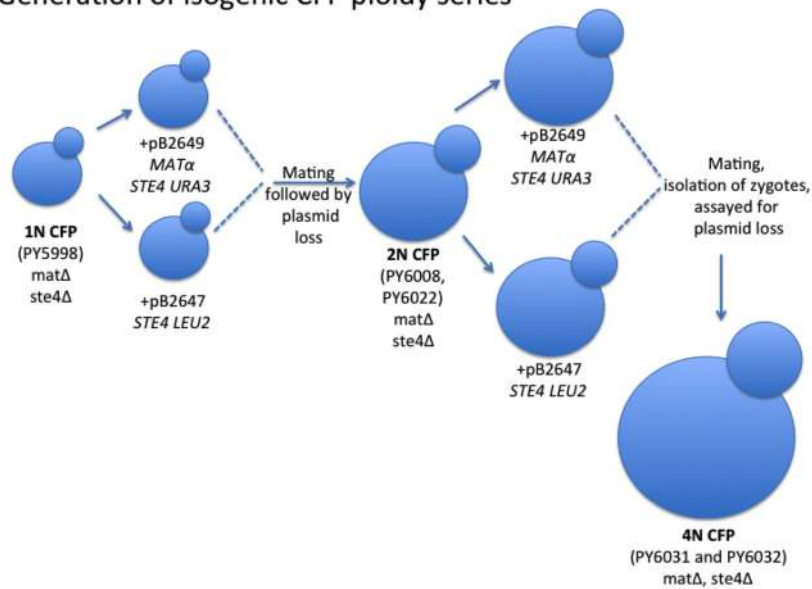 Generation of isogenic CFP ploidy series
+pB2649
MATα
STE4 URA3
1N CFP
(PY5998)
matΔ
ste4Δ
+pB2647
STE4 LEU2
Mating
followed by
plasmid
loss
2N CFP
(PY6008,
PY6022)
matΔ
ste4Δ
+pB2649
MATα
STE4 URA3
+pB2647
STE4 LEU2
Mating,
isolation of zygotes,
assayed for
plasmid loss
4N CFP
(PY6031 and PY6032)
matΔ, ste4Δ